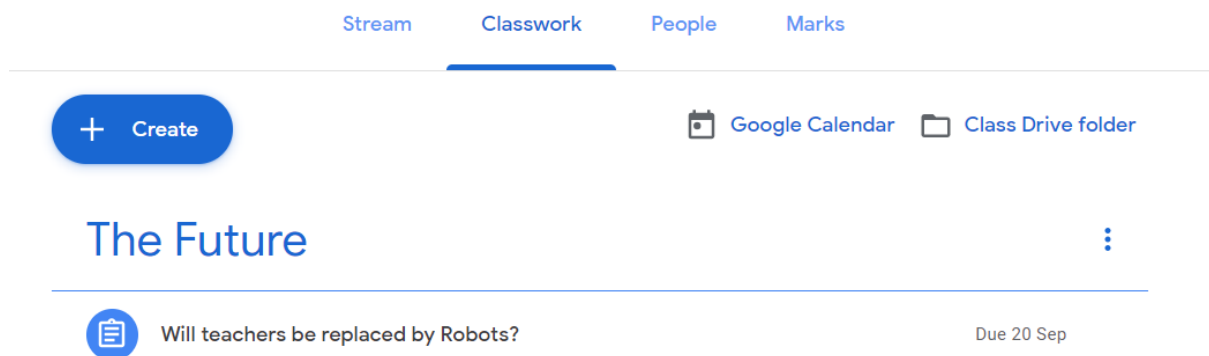 Stream Classwork People Marks
+ Create Google Calendar Class Drive folder
The Future
Will teachers be replaced by Robots? Due 20 Sep